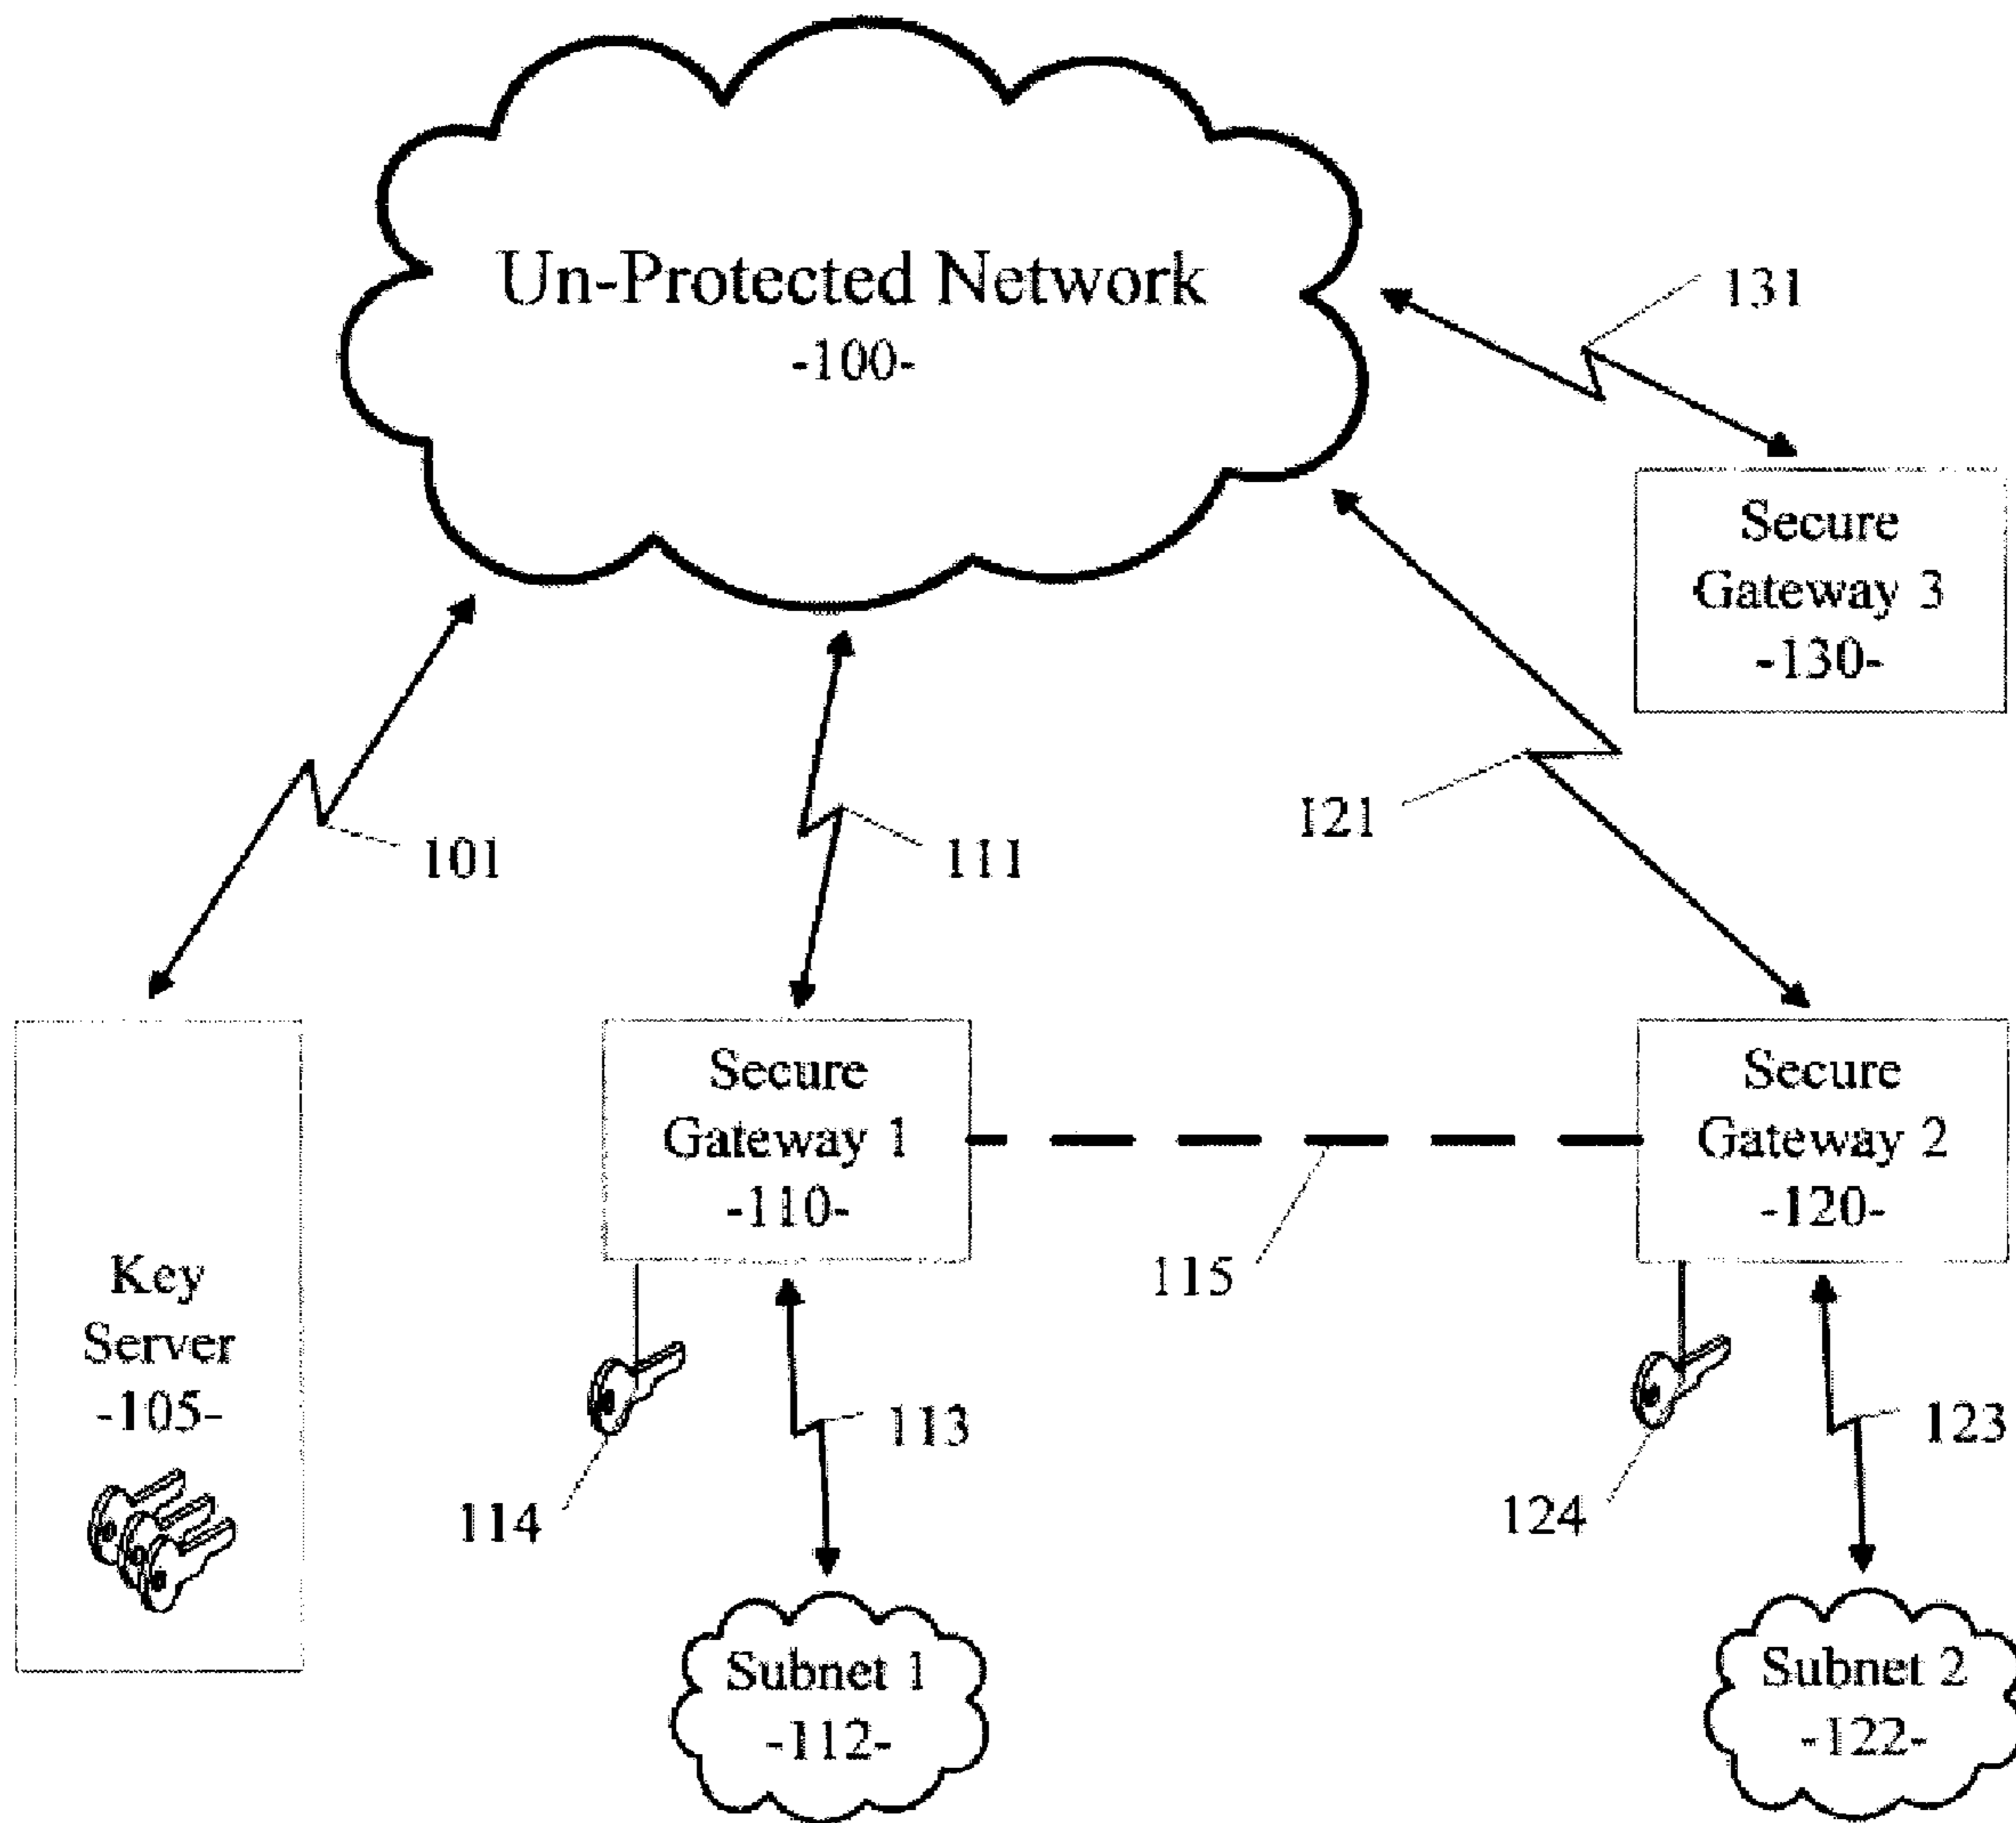 Un-Protected Network
-100-
131
Secure
Gateway 3
-130-
101
111
121
Secure
Gateway 1
-110-
Secure
Gateway 2
-120-
115
Key
Server
-105-
114
113
124
123
Subnet 1
-112-
Subnet 2
-122-